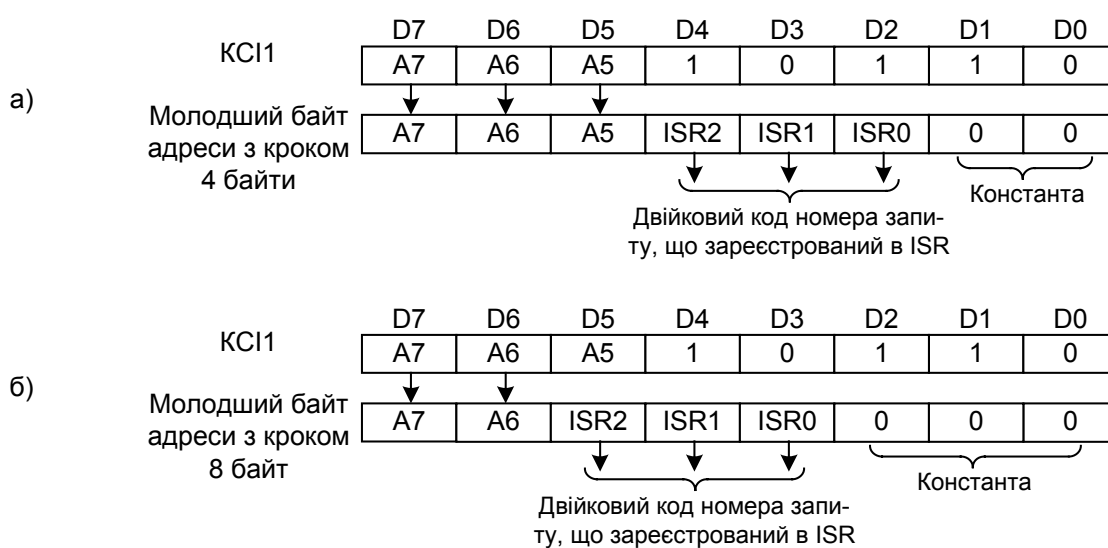 D7 D6 D5 D4 D3 D2 D1 D0
КСІ1
A7 A6 A5 1 0 1 1 0
а)
Молодший байт
адреси з кроком
4 байти
A7 A6 A5 ISR2 ISR1 ISR0 0 0
Константа
Двійковий код номера запи-
ту, що зареєстрований в ISR
D7 D6 D5 D4 D3 D2 D1 D0
КСІ1
A7 A6 A5 1 0 1 1 0
б)
Молодший байт
адреси з кроком
8 байт
A7 A6 ISR2 ISR1 ISR0 0 0 0
Константа
Двійковий код номера запи-
ту, що зареєстрований в ISR